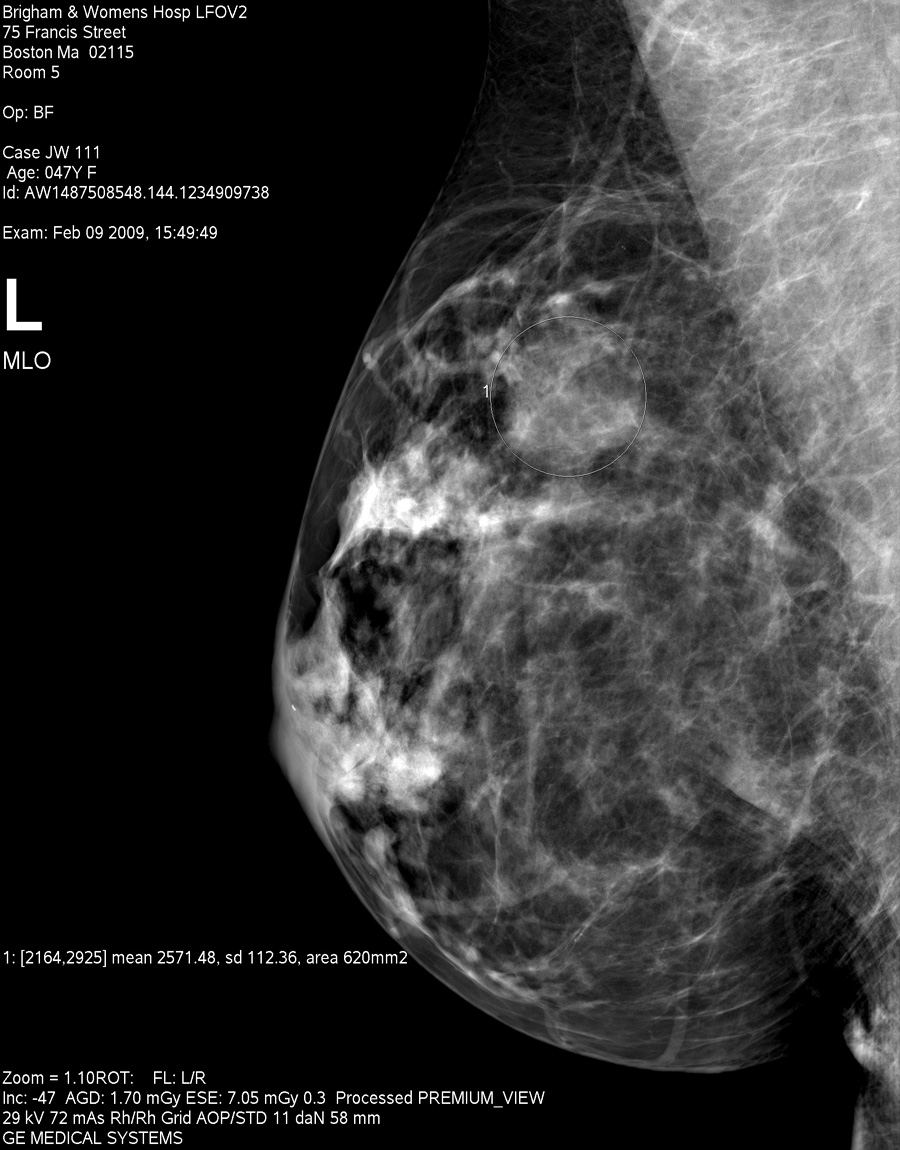 Brigham & Womens Hosp LFOV2
75 Francis Street
Boston Ma 02115
Room 5
Op: BF
Case JW 111
Age: 047Y F
Id: AW1487508548.144.1234909738
Exam: Feb 09 2009, 15:49:49
L
MLO
1
1: [2164,2925] mean 2571.48, sd 112.36, area 620mm2
Zoom = 1.10ROT: FL: L/R
Inc: -47 AGD: 1.70 mGy ESE: 7.05 mGy 0.3 Processed PREMIUM_VIEW
29 kV 72 mAs Rh/Rh Grid AOP/STD 11 daN 58 mm
GE MEDICAL SYSTEMS